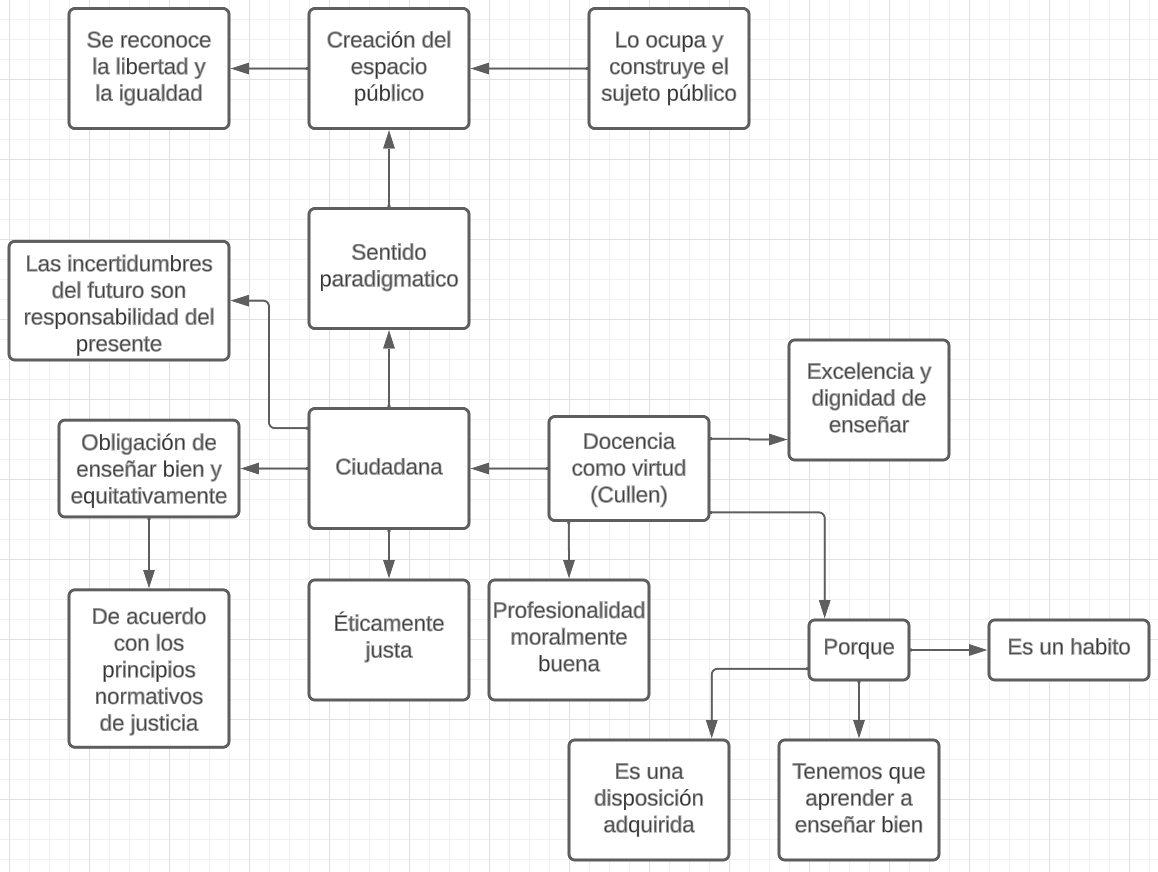 Se reconoce
la libertad y
la igualdad
Creación del
espacio
público
Lo ocupa y
construye el
sujeto público
Sentido
paradigmatico
Las incertidumbres
del futuro son
responsabilidad del
presente
Excelencia y
dignidad de
enseñar
Obligación de
enseñar bien y
equitativamente
Ciudadana
Docencia
como virtud
(Cullen)
De acuerdo
con los
principios
normativos
de justicia
Éticamente
justa
Profesionalidad
moralmente
buena
Porque
Es un habito
Es una
disposición
adquirida
Tenemos que
aprender a
enseñar bien